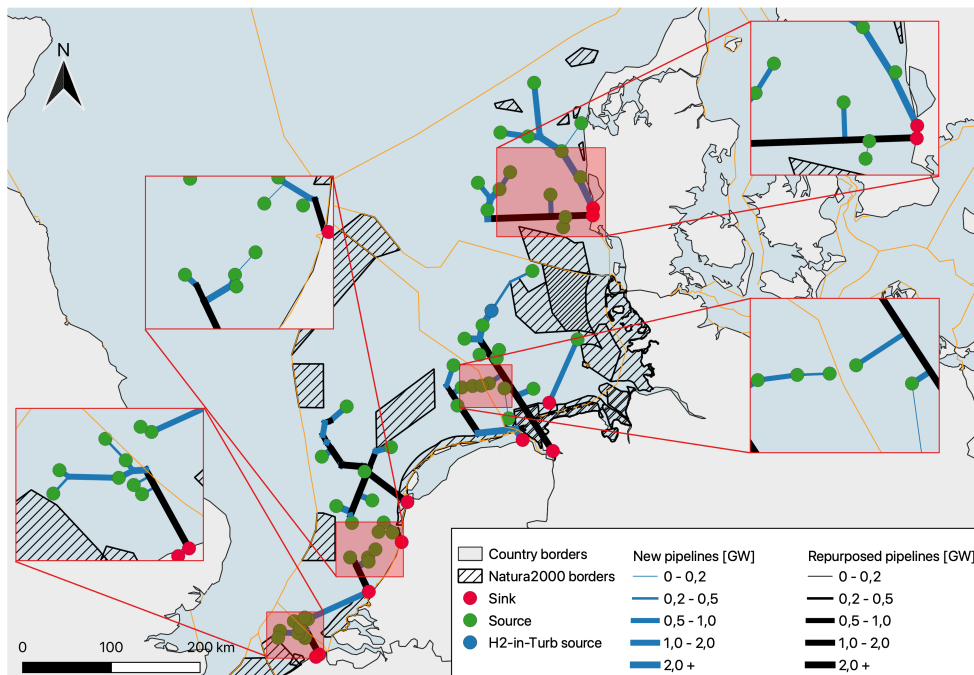 N
0
100
200 km
Country borders
Natura2000 borders
Sink
Source
H2-in-Turb source
New pipelines [GW]
0 - 0,2
0,2 - 0,5
0,5 - 1,0
1,0 - 2,0
2,0 +
Repurposed pipelines [GW]
0 - 0,2
0,2 - 0,5
0,5 - 1,0
1,0 - 2,0
2,0 +